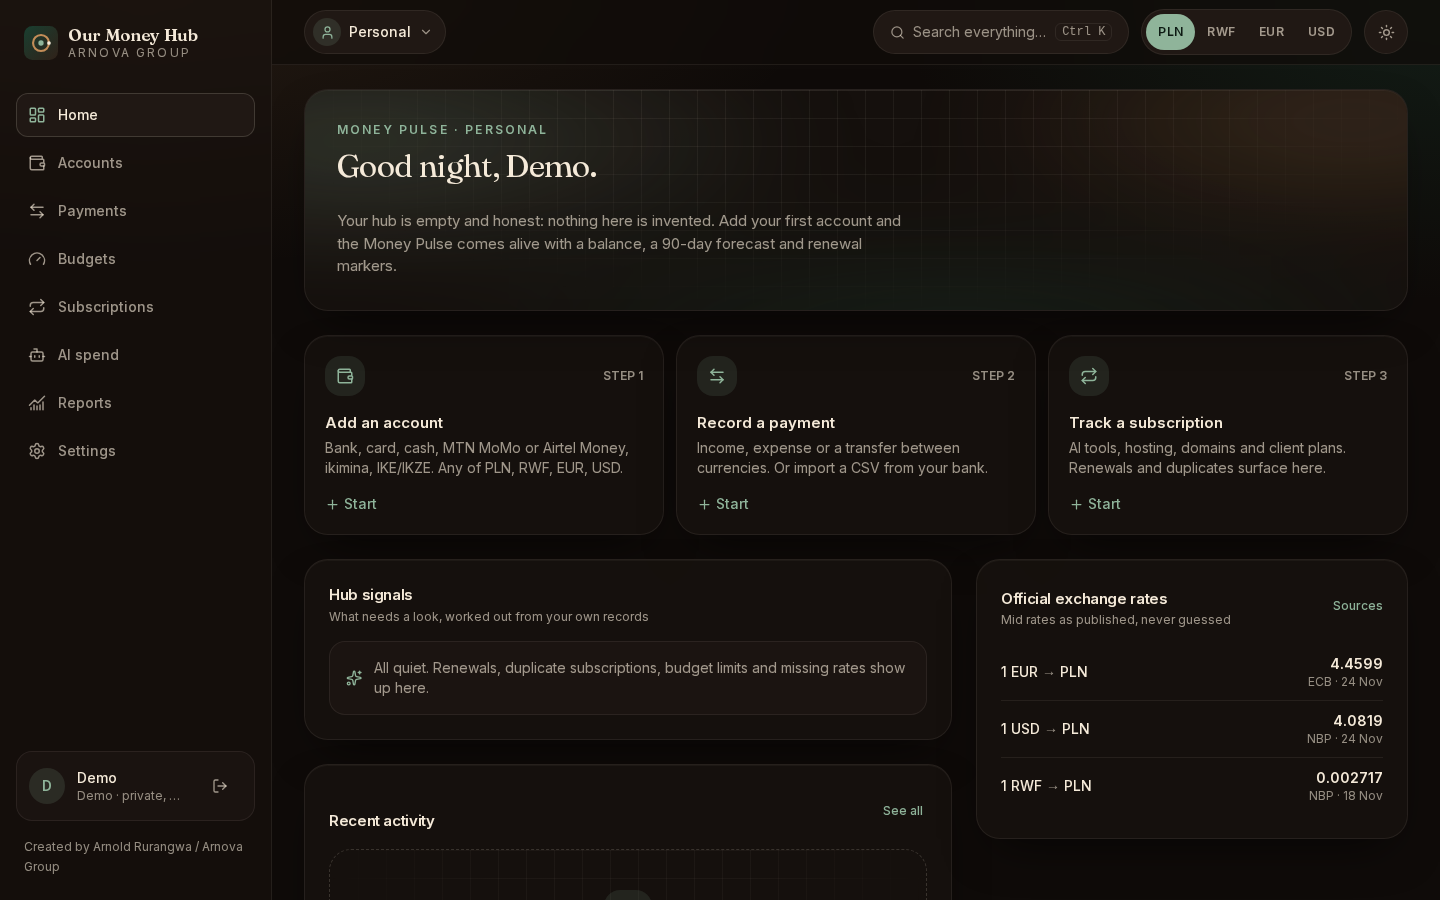 Our Money Hub
ARNOVA GROUP
Home
Accounts
Payments
Budgets
Subscriptions
AI spend
Reports
Settings
D
Demo
Demo · private, ...
Created by Arnold Rurangwa / Arnova
Group
Personal
Search everything...
Ctrl K
PLN
RWF
EUR
USD
MONEY PULSE · PERSONAL
Good night, Demo.
Your hub is empty and honest: nothing here is invented. Add your first account and
the Money Pulse comes alive with a balance, a 90-day forecast and renewal
markers.
STEP 1
Add an account
Bank, card, cash, MTN MoMo or Airtel Money,
ikimina, IKE/IKZE. Any of PLN, RWF, EUR, USD.
+ Start
STEP 2
Record a payment
Income, expense or a transfer between
currencies. Or import a CSV from your bank.
+ Start
STEP 3
Track a subscription
AI tools, hosting, domains and client plans.
Renewals and duplicates surface here.
+ Start
Hub signals
What needs a look, worked out from your own records
All quiet. Renewals, duplicate subscriptions, budget limits and missing rates show
up here.
Recent activity
See all
Official exchange rates
Mid rates as published, never guessed
Sources
1 EUR → PLN
4.4599
ECB · 24 Nov
1 USD → PLN
4.0819
NBP · 24 Nov
1 RWF → PLN
0.002717
NBP · 18 Nov